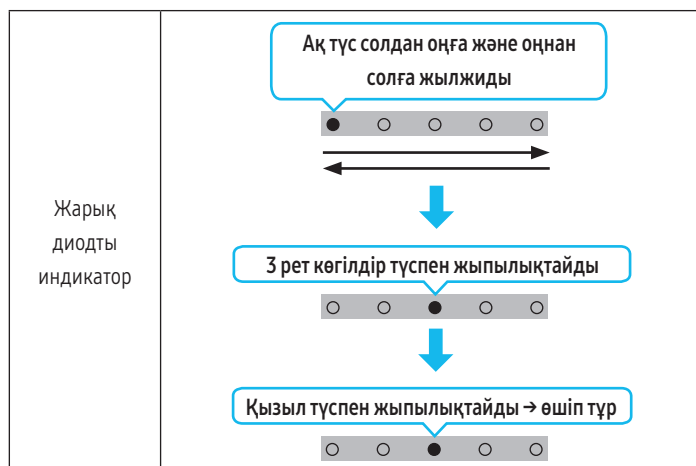 Ақ түс солдан оңға және оңнан
солға жылжиды
Жарық
диодты
индикатор
3 рет көгілдір түспен жыпылықтайды
Қызыл түспен жыпылықтайды → өшіп тұр